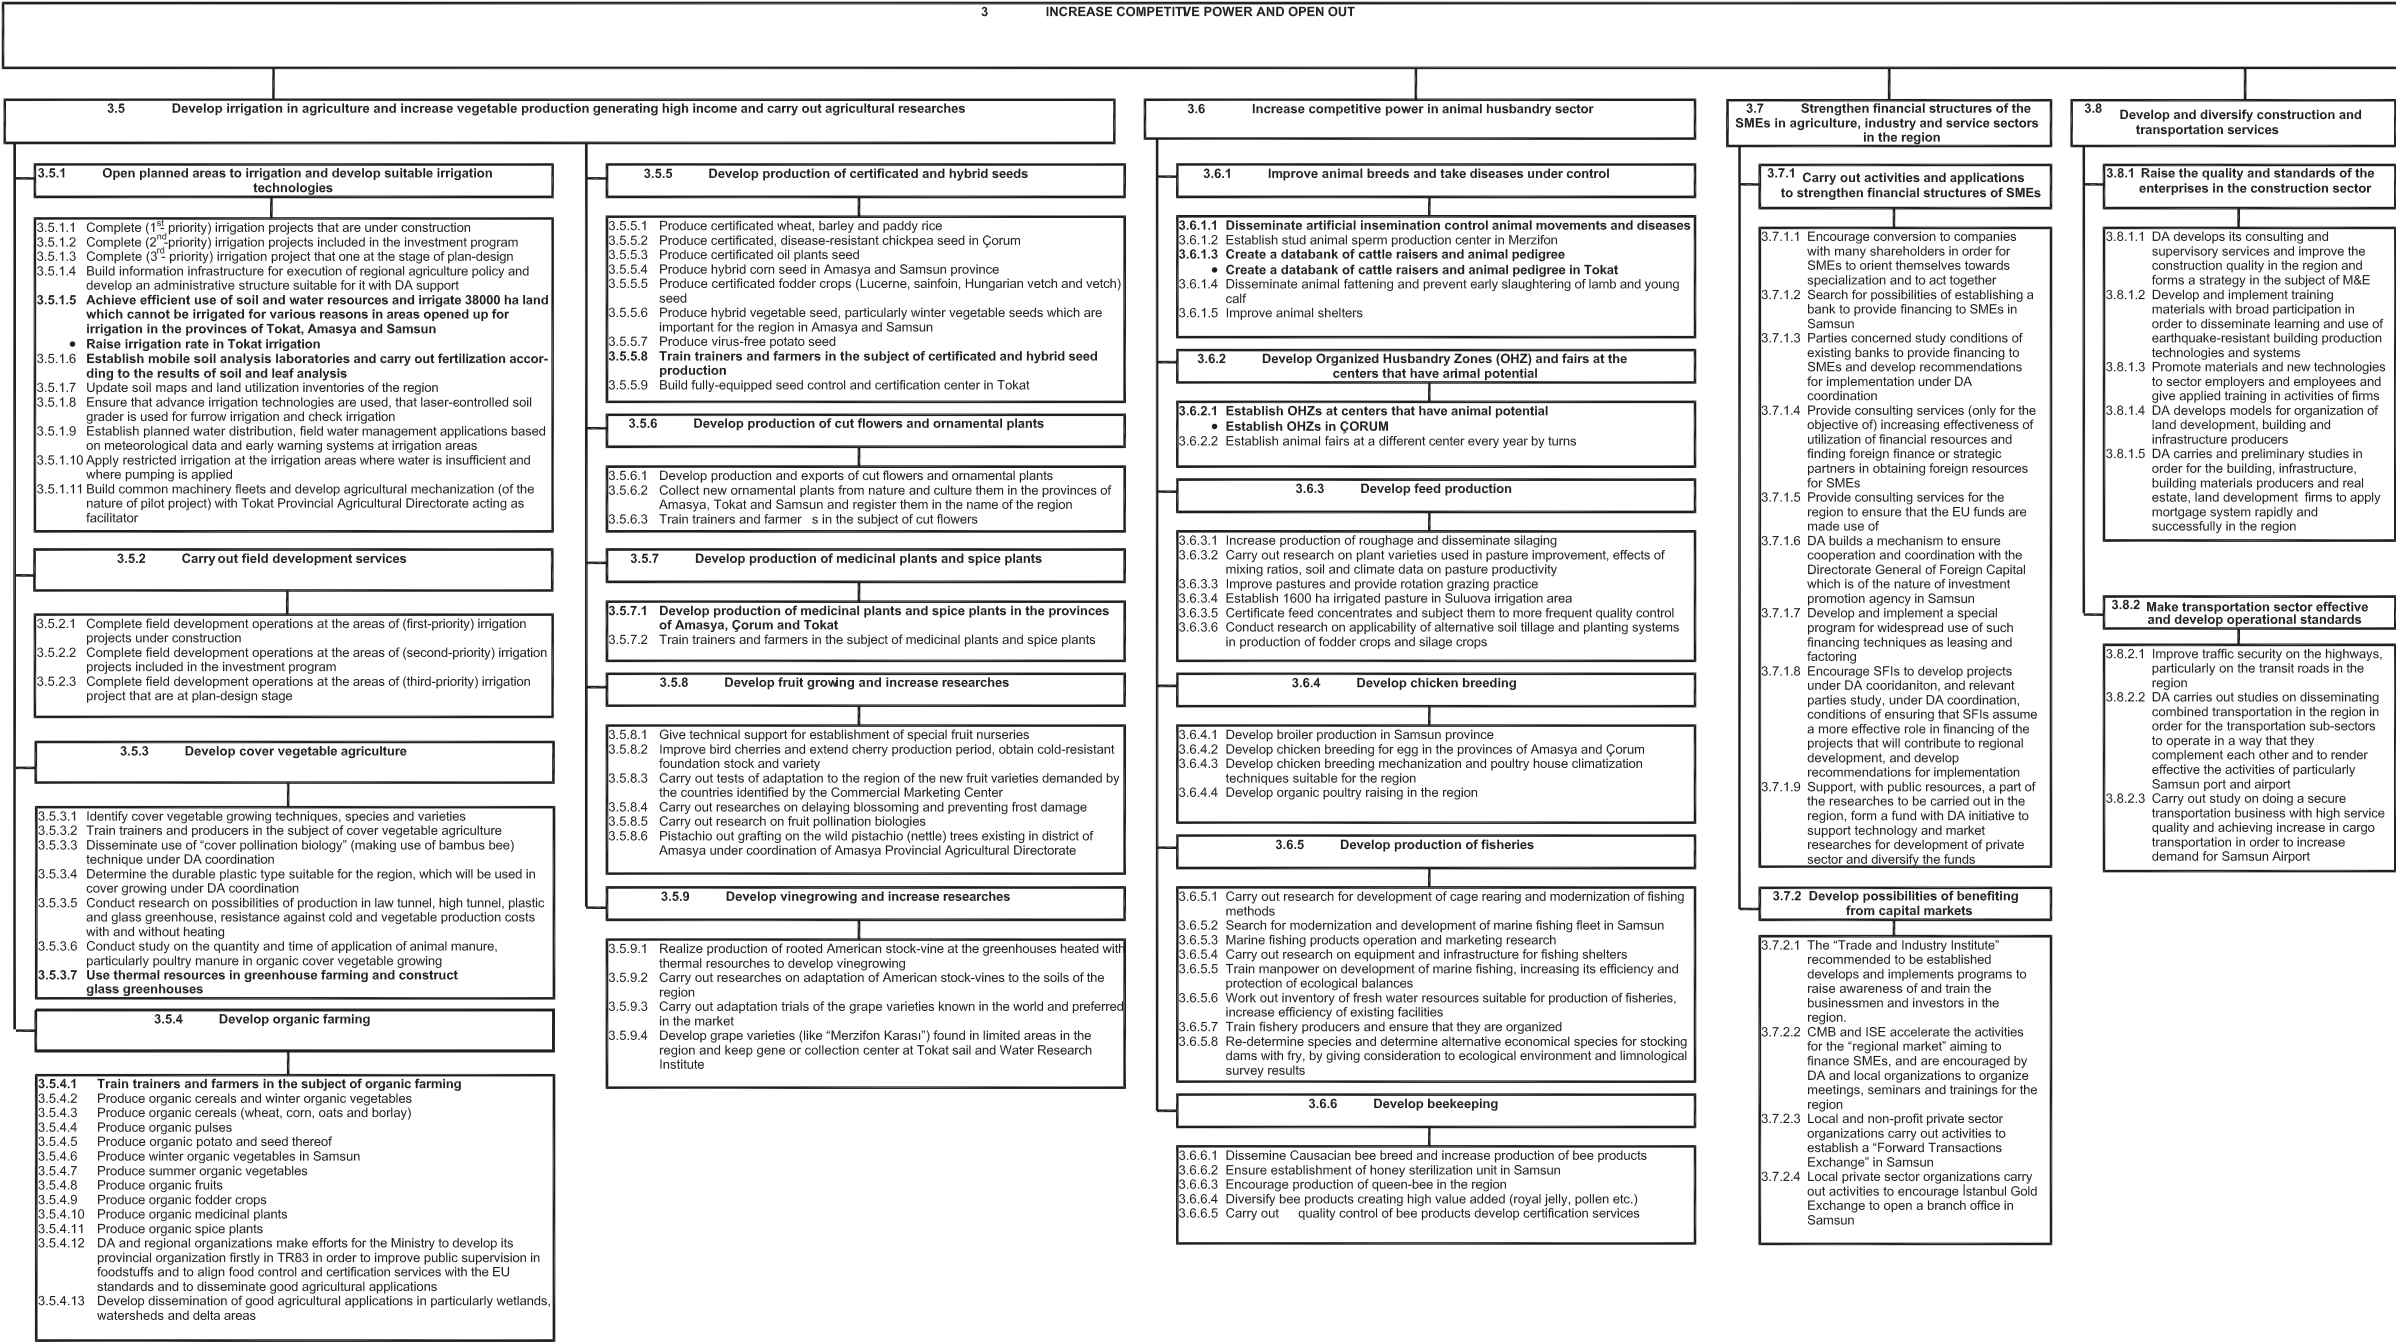 3 INCREASE COMPETITIVE POWER AND OPEN OUT
3.5 Develop irrigation in agriculture and increase vegetable production generating high income and carry out agricultural researches
3.5.1 Open planned areas to irrigation and develop suitable irrigation
technologies
3.5.1.1 Complete (1st priority) irrigation projects that are under construction
3.5.1.2 Complete (2nd-priority) irrigation projects included in the investment program
3.5.1.3 Complete (3rd- priority) irrigation project that one at the stage of plan-design
3.5.1.4 Build information infrastructure for execution of regional agriculture policy and
develop an administrative structure suitable for it with DA support
3.5.1.5 Achieve efficient use of soil and water resources and irrigate 38000 ha land
which cannot be irrigated for various reasons in areas opened up for
irrigation in the provinces of Tokat, Amasya and Samsun
• Raise irrigation rate in Tokat irrigation
3.5.1.6 Establish mobile soil analysis laboratories and carry out fertilization accor-
ding to the results of soil and leaf analysis
3.5.1.7 Update soil maps and land utilization inventories of the region
3.5.1.8 Ensure that advance irrigation technologies are used, that laser-controlled soil
grader is used for furrow irrigation and check irrigation
3.5.1.9 Establish planned water distribution, field water management applications based
on meteorological data and early warning systems at irrigation areas
3.5.1.10 Apply restricted irrigation at the irrigation areas where water is insufficient and
where pumping is applied
3.5.1.11 Build common machinery fleets and develop agricultural mechanization (of the
nature of pilot project) with Tokat Provincial Agricultural Directorate acting as
facilitator
3.5.2 Carry out field development services
3.5.2.1 Complete field development operations at the areas of (first-priority) irrigation
projects under construction
3.5.2.2 Complete field development operations at the areas of (second-priority) irrigation
projects included in the investment program
3.5.2.3 Complete field development operations at the areas of (third-priority) irrigation
project that are at plan-design stage
3.5.3 Develop cover vegetable agriculture
3.5.3.1 Identify cover vegetable growing techniques, species and varieties
3.5.3.2 Train trainers and producers in the subject of cover vegetable agriculture
3.5.3.3 Disseminate use of “cover pollination biology” (making use of bambus bee)
technique under DA coordination
3.5.3.4 Determine the durable plastic type suitable for the region, which will be used in
cover growing under DA coordination
3.5.3.5 Conduct research on possibilities of production in law tunnel, high tunnel, plastic
and glass greenhouse, resistance against cold and vegetable production costs
with and without heating
3.5.3.6 Conduct study on the quantity and time of application of animal manure,
particularly poultry manure in organic cover vegetable growing
3.5.3.7 Use thermal resources in greenhouse farming and construct
glass greenhouses
3.5.4 Develop organic farming
3.5.4.1 Train trainers and farmers in the subject of organic farming
3.5.4.2 Produce organic cereals and winter organic vegetables
3.5.4.3 Produce organic cereals (wheat, corn, oats and borlay)
3.5.4.4 Produce organic pulses
3.5.4.5 Produce organic potato and seed thereof
3.5.4.6 Produce winter organic vegetables in Samsun
3.5.4.7 Produce summer organic vegetables
3.5.4.8 Produce organic fruits
3.5.4.9 Produce organic fodder crops
3.5.4.10 Produce organic medicinal plants
3.5.4.11 Produce organic spice plants
3.5.4.12 DA and regional organizations make efforts for the Ministry to develop its
provincial organization firstly in TR83 in order to improve public supervision in
foodstuffs and to align food control and certification services with the EU
standards and to disseminate good agricultural applications
3.5.4.13 Develop dissemination of good agricultural applications in particularly wetlands,
watersheds and delta areas
3.5.5 Develop production of certificated and hybrid seeds
3.5.5.1 Produce certificated wheat, barley and paddy rice
3.5.5.2 Produce certificated, disease-resistant chickpea seed in Çorum
3.5.5.3 Produce certificated oil plants seed
3.5.5.4 Produce hybrid corn seed in Amasya and Samsun province
3.5.5.5 Produce certificated fodder crops (Lucerne, sainfoin, Hungarian vetch and vetch)
seed
3.5.5.6 Produce hybrid vegetable seed, particularly winter vegetable seeds which are
important for the region in Amasya and Samsun
3.5.5.7 Produce virus-free potato seed
3.5.5.8 Train trainers and farmers in the subject of certificated and hybrid seed
production
3.5.5.9 Build fully-equipped seed control and certification center in Tokat
3.5.6 Develop production of cut flowers and ornamental plants
3.5.6.1 Develop production and exports of cut flowers and ornamental plants
3.5.6.2 Collect new ornamental plants from nature and culture them in the provinces of
Amasya, Tokat and Samsun and register them in the name of the region
3.5.6.3 Train trainers and farmer s in the subject of cut flowers
3.5.7 Develop production of medicinal plants and spice plants
3.5.7.1 Develop production of medicinal plants and spice plants in the provinces
of Amasya, Çorum and Tokat
3.5.7.2 Train trainers and farmers in the subject of medicinal plants and spice plants
3.5.8 Develop fruit growing and increase researches
3.5.8.1 Give technical support for establishment of special fruit nurseries
3.5.8.2 Improve bird cherries and extend cherry production period, obtain cold-resistant
foundation stock and variety
3.5.8.3 Carry out tests of adaptation to the region of the new fruit varieties demanded by
the countries identified by the Commercial Marketing Center
3.5.8.4 Carry out researches on delaying blossoming and preventing frost damage
3.5.8.5 Carry out research on fruit pollination biologies
3.5.8.6 Pistachio out grafting on the wild pistachio (nettle) trees existing in district of
Amasya under coordination of Amasya Provincial Agricultural Directorate
3.5.9 Develop vinegrowing and increase researches
3.5.9.1 Realize production of rooted American stock-vine at the greenhouses heated with
thermal resourches to develop vinegrowing
3.5.9.2 Carry out researches on adaptation of American stock-vines to the soils of the
region
3.5.9.3 Carry out adaptation trials of the grape varieties known in the world and preferred
in the market
3.5.9.4 Develop grape varieties (like “Merzifon Karası”) found in limited areas in the
region and keep gene or collection center at Tokat sail and Water Research
Institute
3.6 Increase competitive power in animal husbandry sector
3.6.1 Improve animal breeds and take diseases under control
3.6.1.1 Disseminate artificial insemination control animal movements and diseases
3.6.1.2 Establish stud animal sperm production center in Merzifon
3.6.1.3 Create a databank of cattle raisers and animal pedigree
• Create a databank of cattle raisers and animal pedigree in Tokat
3.6.1.4 Disseminate animal fattening and prevent early slaughtering of lamb and young
calf
3.6.1.5 Improve animal shelters
3.6.2 Develop Organized Husbandry Zones (OHZ) and fairs at the
centers that have animal potential
3.6.2.1 Establish OHZs at centers that have animal potential
• Establish OHZs in ÇORUM
3.6.2.2 Establish animal fairs at a different center every year by turns
3.6.3 Develop feed production
3.6.3.1 Increase production of roughage and disseminate silaging
3.6.3.2 Carry out research on plant varieties used in pasture improvement, effects of
mixing ratios, soil and climate data on pasture productivity
3.6.3.3 Improve pastures and provide rotation grazing practice
3.6.3.4 Establish 1600 ha irrigated pasture in Suluova irrigation area
3.6.3.5 Certificate feed concentrates and subject them to more frequent quality control
3.6.3.6 Conduct research on applicability of alternative soil tillage and planting systems
in production of fodder crops and silage crops
3.6.4 Develop chicken breeding
3.6.4.1 Develop broiler production in Samsun province
3.6.4.2 Develop chicken breeding for egg in the provinces of Amasya and Çorum
3.6.4.3 Develop chicken breeding mechanization and poultry house climatization
techniques suitable for the region
3.6.4.4 Develop organic poultry raising in the region
3.6.5 Develop production of fisheries
3.6.5.1 Carry out research for development of cage rearing and modernization of fishing
methods
3.6.5.2 Search for modernization and development of marine fishing fleet in Samsun
3.6.5.3 Marine fishing products operation and marketing research
3.6.5.4 Carry out research on equipment and infrastructure for fishing shelters
3.6.5.5 Train manpower on development of marine fishing, increasing its efficiency and
protection of ecological balances
3.6.5.6 Work out inventory of fresh water resources suitable for production of fisheries,
increase efficiency of existing facilities
3.6.5.7 Train fishery producers and ensure that they are organized
3.6.5.8 Re-determine species and determine alternative economical species for stocking
dams with fry, by giving consideration to ecological environment and limnological
survey results
3.6.6 Develop beekeeping
3.6.6.1 Dissemine Causacian bee breed and increase production of bee products
3.6.6.2 Ensure establishment of honey sterilization unit in Samsun
3.6.6.3 Encourage production of queen-bee in the region
3.6.6.4 Diversify bee products creating high value added (royal jelly, pollen etc.)
3.6.6.5 Carry out quality control of bee products develop certification services
3.7 Strengthen financial structures of the
SMEs in agriculture, industry and service sectors
in the region
3.7.1 Carry out activities and applications
to strengthen financial structures of SMEs
3.7.1.1 Encourage conversion to companies
with many shareholders in order for
SMEs to orient themselves towards
specialization and to act together
3.7.1.2 Search for possibilities of establishing a
bank to provide financing to SMEs in
Samsun
3.7.1.3 Parties concerned study conditions of
existing banks to provide financing to
SMEs and develop recommendations
for implementation under DA
coordination
3.7.1.4 Provide consulting services (only for the
objective of) increasing effectiveness of
utilization of financial resources and
finding foreign finance or strategic
partners in obtaining foreign resources
for SMEs
3.7.1.5 Provide consulting services for the
region to ensure that the EU funds are
made use of
3.7.1.6 DA builds a mechanism to ensure
cooperation and coordination with the
Directorate General of Foreign Capital
which is of the nature of investment
promotion agency in Samsun
3.7.1.7 Develop and implement a special
program for widespread use of such
financing techniques as leasing and
factoring
3.7.1.8 Encourage SFIs to develop projects
under DA cooridaniton, and relevant
parties study, under DA coordination,
conditions of ensuring that SFIs assume
a more effective role in financing of the
projects that will contribute to regional
development, and develop
recommendations for implementation
3.7.1.9 Support, with public resources, a part of
the researches to be carried out in the
region, form a fund with DA initiative to
support technology and market
researches for development of private
sector and diversify the funds
3.7.2 Develop possibilities of benefiting
from capital markets
3.7.2.1 The “Trade and Industry Institute”
recommended to be established
develops and implements programs to
raise awareness of and train the
businessmen and investors in the
region.
3.7.2.2 CMB and ISE accelerate the activities
for the “regional market” aiming to
finance SMEs, and are encouraged by
DA and local organizations to organize
meetings, seminars and trainings for the
region
3.7.2.3 Local and non-profit private sector
organizations carry out activities to
establish a “Forward Transactions
Exchange” in Samsun
3.7.2.4 Local private sector organizations carry
out activities to encourage İstanbul Gold
Exchange to open a branch office in
Samsun
3.8 Develop and diversify construction and
transportation services
3.8.1 Raise the quality and standards of the
enterprises in the construction sector
3.8.1.1 DA develops its consulting and
supervisory services and improve the
construction quality in the region and
forms a strategy in the subject of M&E
3.8.1.2 Develop and implement training
materials with broad participation in
order to disseminate learning and use of
earthquake-resistant building production
technologies and systems
3.8.1.3 Promote materials and new technologies
to sector employers and employees and
give applied training in activities of firms
3.8.1.4 DA develops models for organization of
land development, building and
infrastructure producers
3.8.1.5 DA carries and preliminary studies in
order for the building, infrastructure,
building materials producers and real
estate, land development firms to apply
mortgage system rapidly and
successfully in the region
3.8.2 Make transportation sector effective
and develop operational standards
3.8.2.1 Improve traffic security on the highways,
particularly on the transit roads in the
region
3.8.2.2 DA carries out studies on disseminating
combined transportation in the region in
order for the transportation sub-sectors
to operate in a way that they
complement each other and to render
effective the activities of particularly
Samsun port and airport
3.8.2.3 Carry out study on doing a secure
transportation business with high service
quality and achieving increase in cargo
transportation in order to increase
demand for Samsun Airport